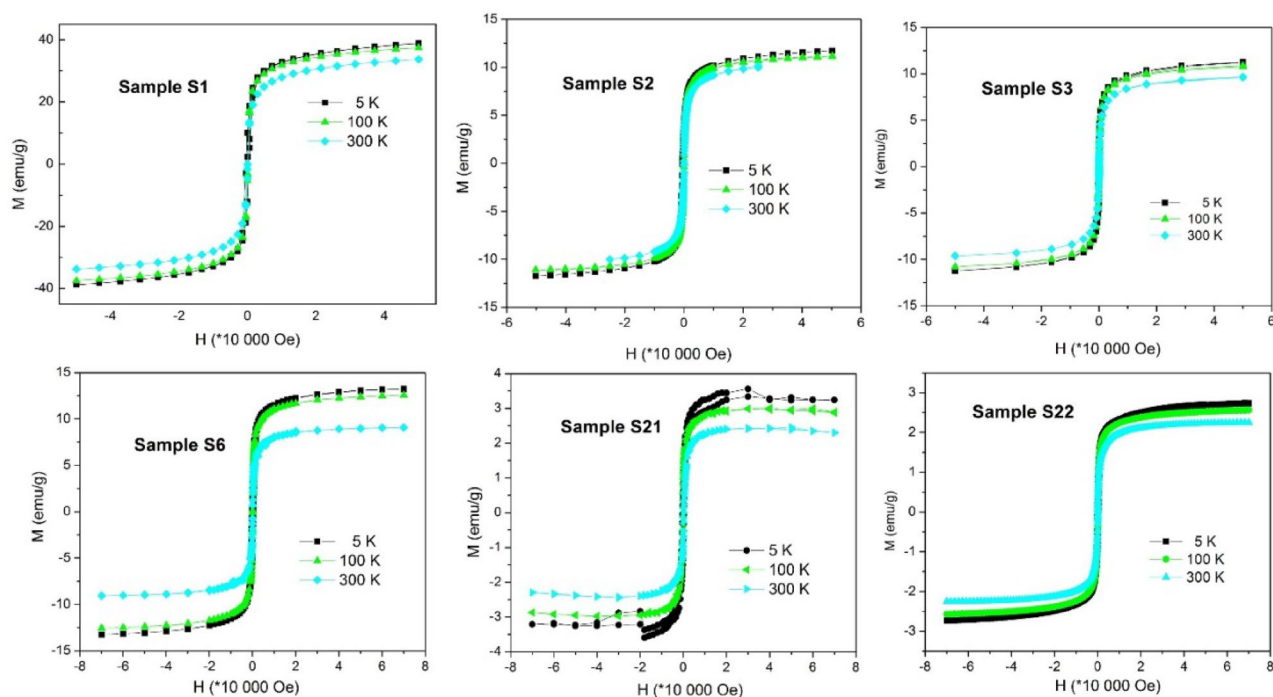 40
20
0
-20
-40
M (emu/g)
Sample S1
5 K
100 K
300 K
-4
-2
0
2
4
H (*10 000 Oe)
15
10
5
0
-5
-10
-15
M (emu/g)
Sample S2
5 K
100 K
300 K
-6
-4
-2
0
2
4
6
H (*10 000 Oe)
15
10
5
0
-5
-10
-15
M (emu/g)
Sample S3
5 K
100 K
300 K
-6
-4
-2
0
2
4
6
H (*10 000 Oe)
15
10
5
0
-5
-10
-15
M (emu/g)
Sample S6
5 K
100 K
300 K
-8
-6
-4
-2
0
2
4
6
8
H (*10 000 Oe)
4
3
2
1
0
-1
-2
-3
-4
M (emu/g)
Sample S21
5 K
100 K
300 K
-8
-6
-4
-2
0
2
4
6
8
H (*10 000 Oe)
3
2
1
0
-1
-2
-3
M (emu/g)
Sample S22
5 K
100 K
300 K
-8
-6
-4
-2
0
2
4
6
8
H (*10 000 Oe)